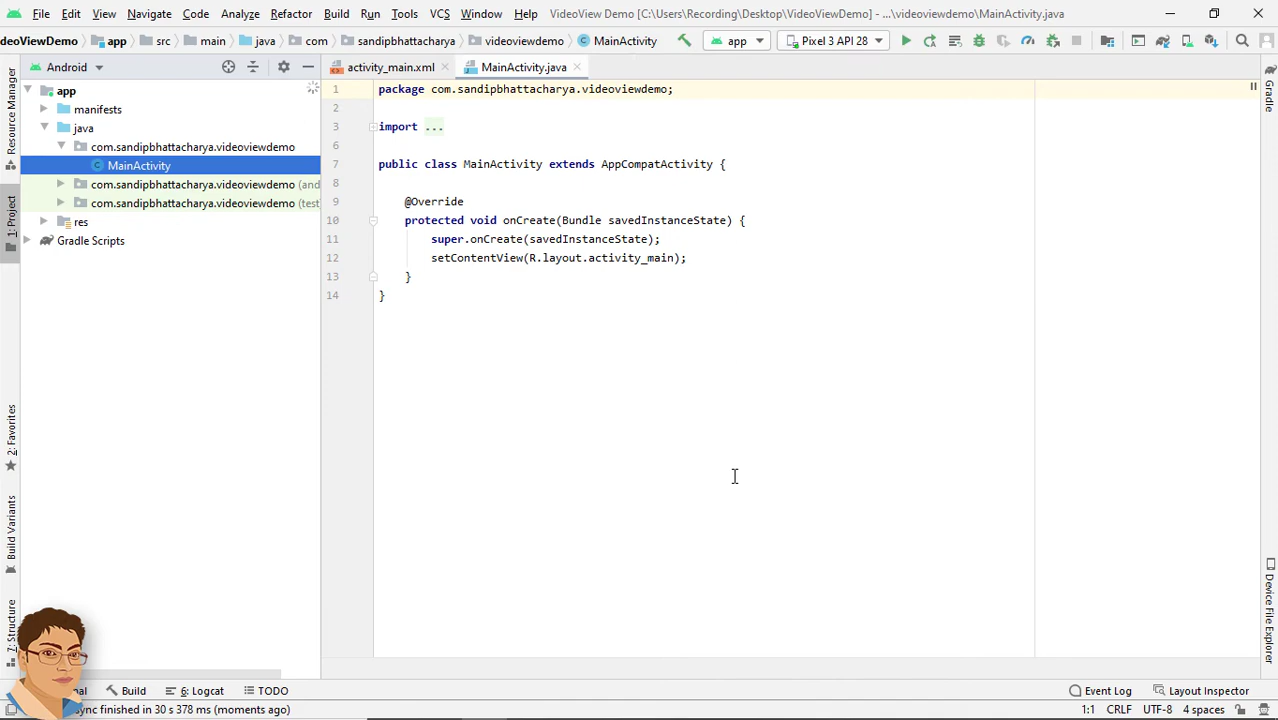 File Edit View Navigate Code Analyze Refactor Build Run Tools VCS Window Help VideoView Demo [C:\Users\Recording\Desktop\VideoViewDemo] - ...\videoviewdemo\MainActivity.java
deoViewDemo app src main java com sandipbhattacharya videoviewdemo MainActivity app Pixel 3 API 28
Android activity_main.xml MainActivity.java
app
manifests
java
com.sandipbhattacharya.videoviewdemo
MainActivity
com.sandipbhattacharya.videoviewdemo (and
com.sandipbhattacharya.videoviewdemo (test
res
Gradle Scripts
1 package com.sandipbhattacharya.videoviewdemo;
2
3 import ...
6
7 public class MainActivity extends AppCompatActivity {
8
9 @Override
10 protected void onCreate(Bundle savedInstanceState) {
11 super.onCreate(savedInstanceState);
12 setContentView(R.layout.activity_main);
13 }
14 }
Resource Manager
1: Project
2: Favorites
Build Variants
7: Structure
Gradle
Device File Explorer
Build 6: Logcat TODO Event Log Layout Inspector
sync finished in 30 s 378 ms (moments ago) 1:1 CRLF UTF-8 4 spaces